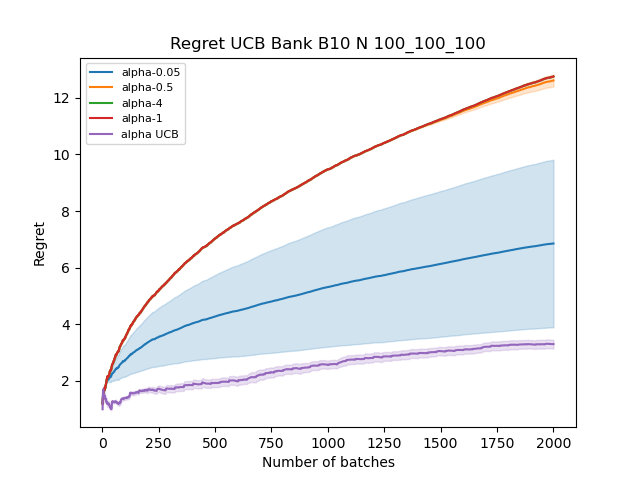 Regret UCB Bank B10 N 100_100_100
alpha-0.05
alpha-0.5
alpha-4
alpha-1
alpha UCB
12
10
8
6
4
2
Regret
0 250 500 750 1000 1250 1500 1750 2000
Number of batches